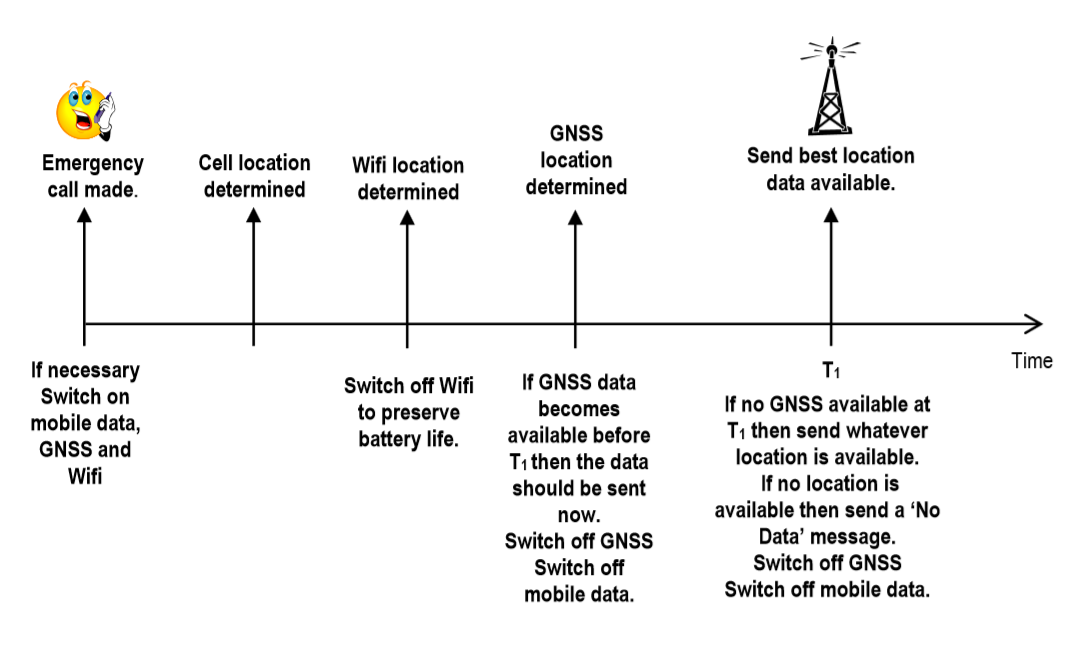 Emergency
call made.
Cell location
determined
Wifi location
determined
GNSS
location
determined
Send best location
data available.
If necessary
Switch on
mobile data,
GNSS and
Wifi
Switch off Wifi
to preserve
battery life.
If GNSS data
becomes
available before
T1 then the data
should be sent
now.
Switch off GNSS
Switch off
mobile data.
T1
If no GNSS available at
T1 then send whatever
location is available.
If no location is
available then send a ‘No
Data’ message.
Switch off GNSS
Switch off mobile data.
Time